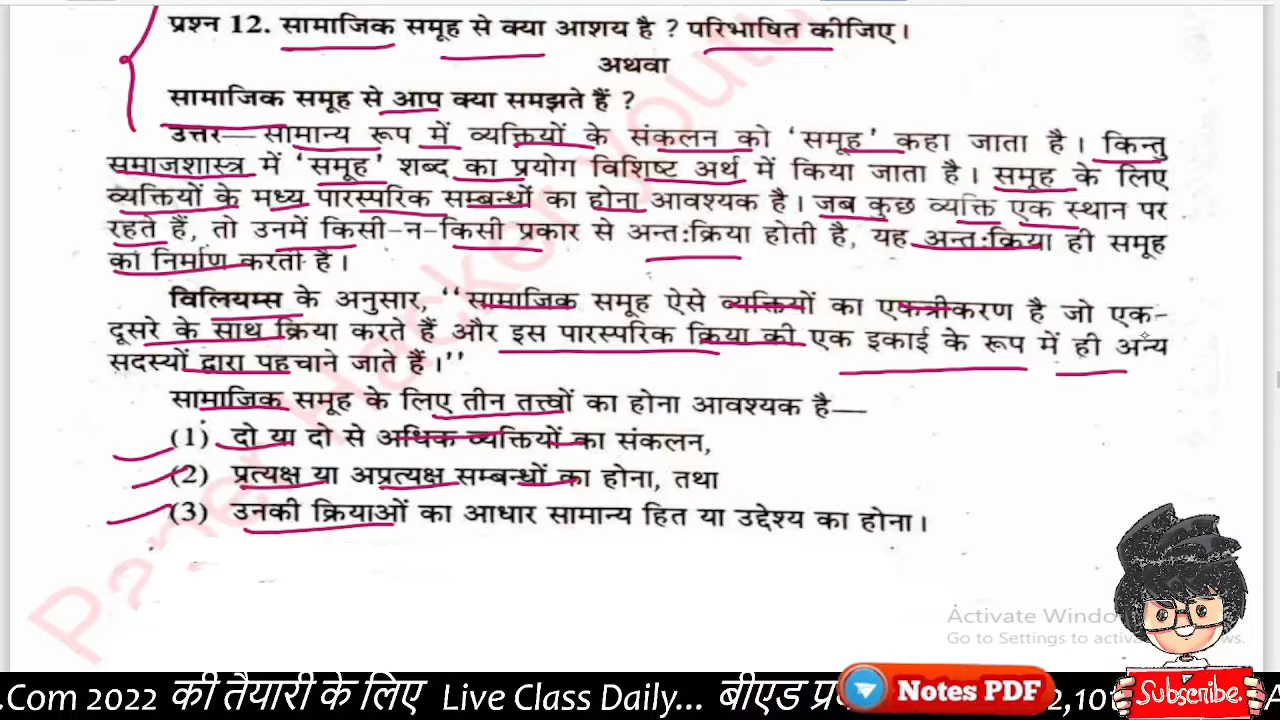 प्रश्न 12. सामाजिक समूह से क्या आशय है ? परिभाषित कीजिए।
अथवा
सामाजिक समूह से आप क्या समझते हैं ?
उत्तर—सामान्य रूप में व्यक्तियों के संकलन को 'समूह' कहा जाता है। किन्तु
समाजशास्त्र में 'समूह' शब्द का प्रयोग विशिष्ट अर्थ में किया जाता है। समूह के लिए
व्यक्तियों के मध्य पारस्परिक सम्बन्धों का होना आवश्यक है। जब कुछ व्यक्ति एक स्थान पर
रहते हैं, तो उनमें किसी-न-किसी प्रकार से अन्तःक्रिया होती है, यह अन्तःक्रिया ही समूह
का निर्माण करती है।
विलियम्स के अनुसार, ''सामाजिक समूह ऐसे व्यक्तियों का एकत्रीकरण है जो एक-
दूसरे के साथ क्रिया करते हैं और इस पारस्परिक क्रिया की एक इकाई के रूप में ही अन्य
सदस्यों द्वारा पहचाने जाते हैं।''
सामाजिक समूह के लिए तीन तत्त्वों का होना आवश्यक है—
(1) दो या दो से अधिक व्यक्तियों का संकलन,
(2) प्रत्यक्ष या अप्रत्यक्ष सम्बन्धों का होना, तथा
(3) उनकी क्रियाओं का आधार सामान्य हित या उद्देश्य का होना।
Activate Windo
Go to Settings to activ ws.
.Com 2022 की तैयारी के लिए Live Class Daily... बीएड प्र Notes PDF 2,10 Subscribe. A